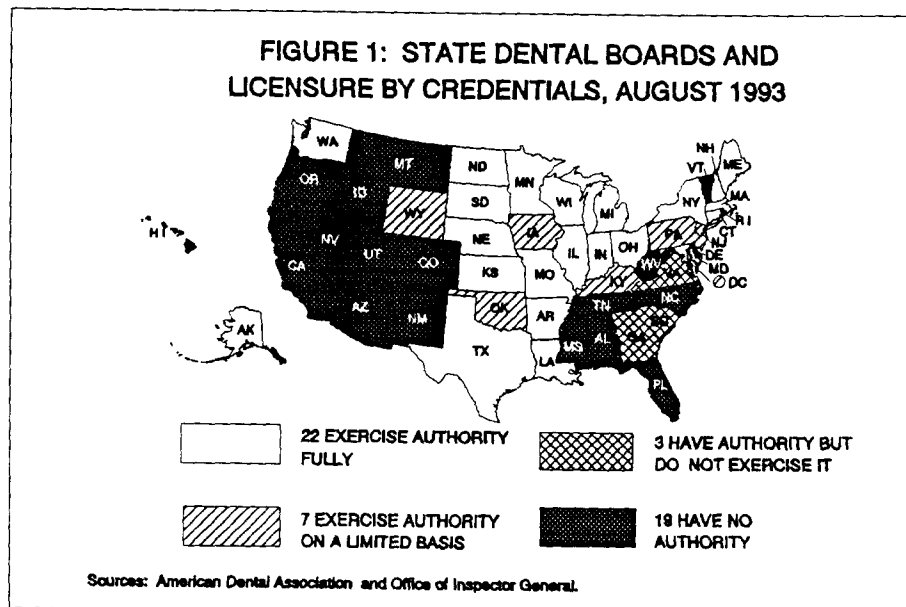 FIGURE 1: STATE DENTAL BOARDS AND
LICENSURE BY CREDENTIALS, AUGUST 1993
WA
MT
ND
MN
NH
VT
ME
OR
ID
WY
SD
WI
MI
NY
MA
RI
CT
HI
NV
UT
CO
NE
IA
IL
IN
OH
PA
NJ
DE
MD
DC
WV
CA
KS
MO
KY
AZ
NM
OK
AR
TN
NC
AK
TX
LA
MS
AL
FL
22 EXERCISE AUTHORITY
FULLY
3 HAVE AUTHORITY BUT
DO NOT EXERCISE IT
7 EXERCISE AUTHORITY
ON A LIMITED BASIS
19 HAVE NO
AUTHORITY
Sources: American Dental Association and Office of Inspector General.